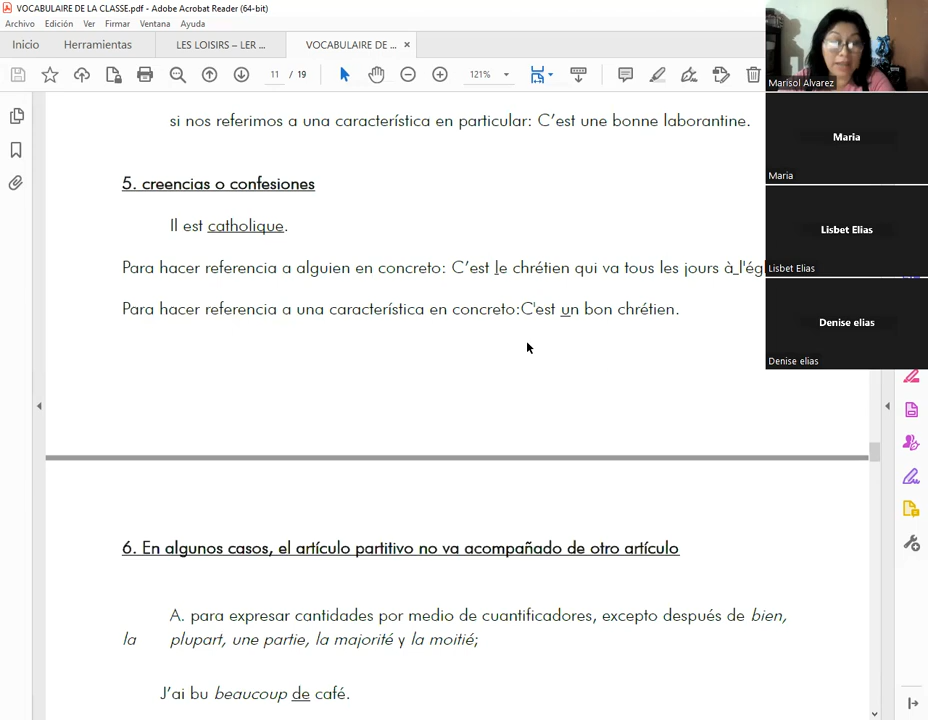 VOCABULAIRE DE LA CLASSE.pdf - Adobe Acrobat Reader (64-bit)
Archivo Edición Ver Firmar Ventana Ayuda
Inicio Herramientas LES LOISIRS – LER ... VOCABULAIRE DE ... ×
11 / 19 121%
si nos referimos a una característica en particular: C'est une bonne laborantine.
5. creencias o confesiones
Il est catholique.
Para hacer referencia a alguien en concreto: C'est le chrétien qui va tous les jours à l'ég
Para hacer referencia a una característica en concreto:C'est un bon chrétien.
6. En algunos casos, el artículo partitivo no va acompañado de otro artículo
A. para expresar cantidades por medio de cuantificadores, excepto después de bien,
la plupart, une partie, la majorité y la moitié;
J'ai bu beaucoup de café.
Marisol Alvarez
Maria
Maria
Lisbet Elias
Lisbet Elias
Denise elias
Denise elias